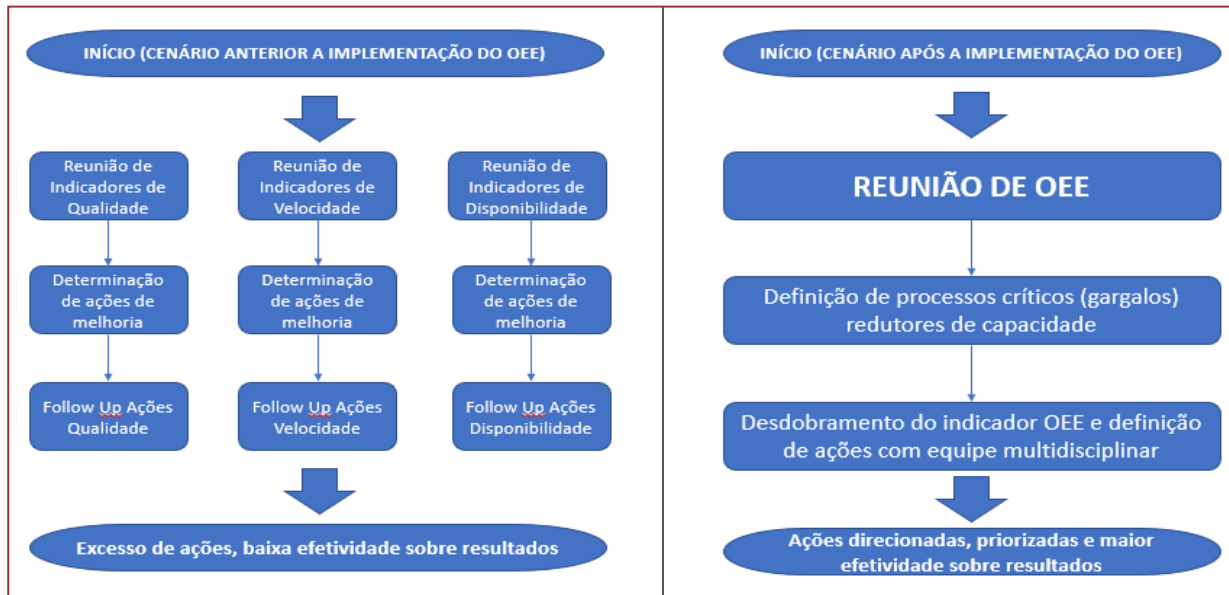 INÍCIO (CENÁRIO ANTERIOR A IMPLEMENTAÇÃO DO OEE)
Reunião de
Indicadores de
Qualidade
Reunião de
Indicadores de
Velocidade
Reunião de
Indicadores de
Disponibilidade
Determinação
de ações de
melhoria
Determinação
de ações de
melhoria
Determinação
de ações de
melhoria
Follow Up Ações
Qualidade
Follow Up Ações
Velocidade
Follow Up Ações
Disponibilidade
Excesso de ações, baixa efetividade sobre resultados
INÍCIO (CENÁRIO APÓS A IMPLEMENTAÇÃO DO OEE)
REUNIÃO DE OEE
Definição de processos críticos (gargalos)
redutores de capacidade
Desdobramento do indicador OEE e definição
de ações com equipe multidisciplinar
Ações direcionadas, priorizadas e maior
efetividade sobre resultados